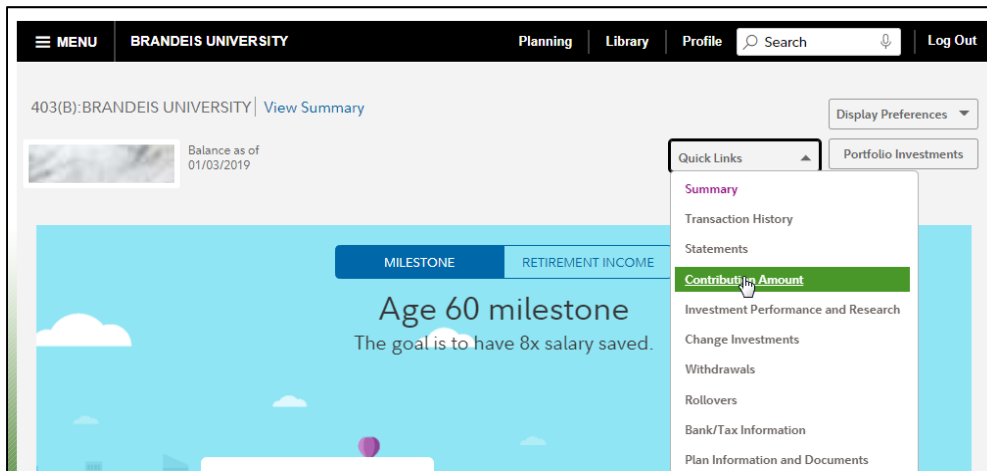 MENU BRANDEIS UNIVERSITY Planning Library Profile Search Log Out
403(B):BRANDEIS UNIVERSITY View Summary
Display Preferences
Balance as of
01/03/2019
Quick Links
Portfolio Investments
Summary
Transaction History
Statements
Contribution Amount
Investment Performance and Research
Change Investments
Withdrawals
Rollovers
Bank/Tax Information
Plan Information and Documents
MILESTONE RETIREMENT INCOME
Age 60 milestone
The goal is to have 8x salary saved.